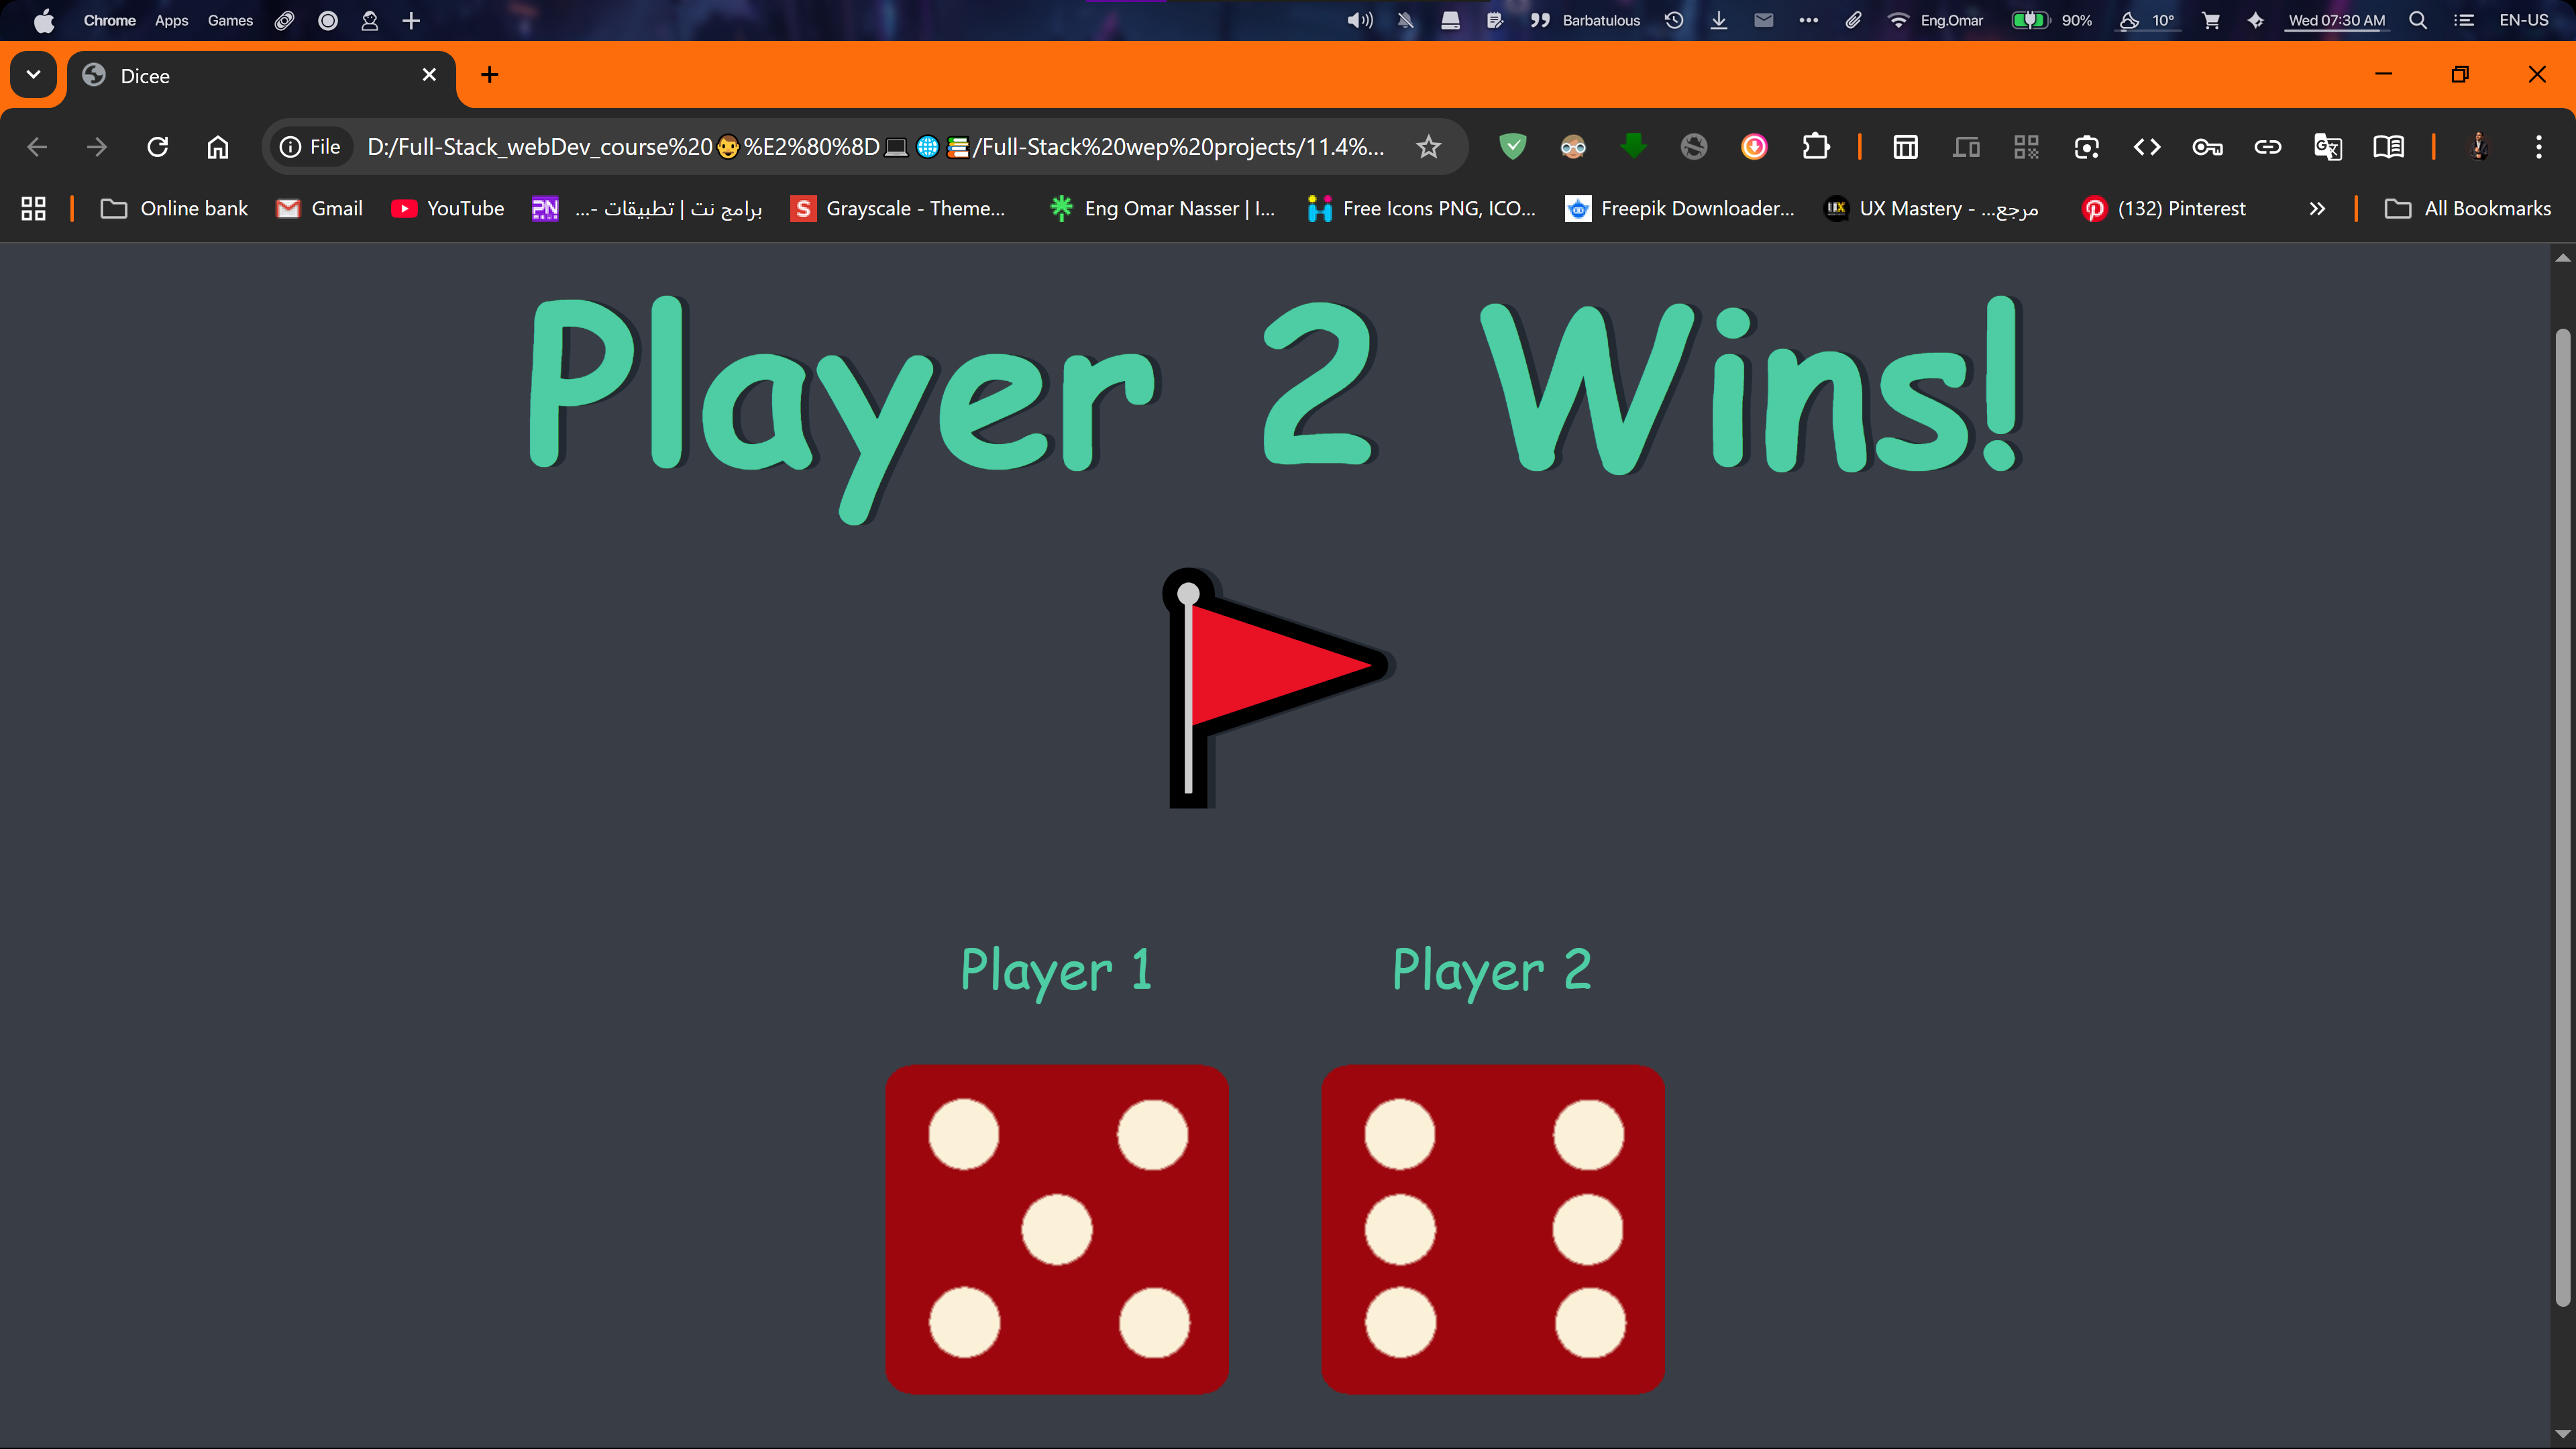 Chrome Apps Games Barbatulous Eng.Omar 90% 10° Wed 07:30 AM EN-US
Dicee
File D:/Full-Stack_webDev_course%20👨%E2%80%8D💻🌐📚/Full-Stack%20wep%20projects/11.4%...
Online bank Gmail YouTube برامج نت | تطبيقات -... Grayscale - Theme... Eng Omar Nasser | I... Free Icons PNG, ICO... Freepik Downloader... UX Mastery - ...مرجع (132) Pinterest All Bookmarks
Player 2 Wins!
Player 1 Player 2